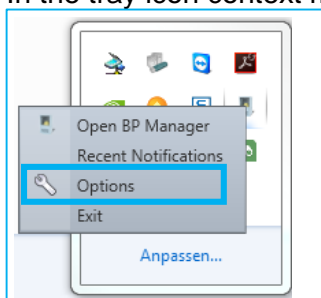 In the tray icon context
Open BP Manager
Recent Notifications
Options
Exit
Anpassen...